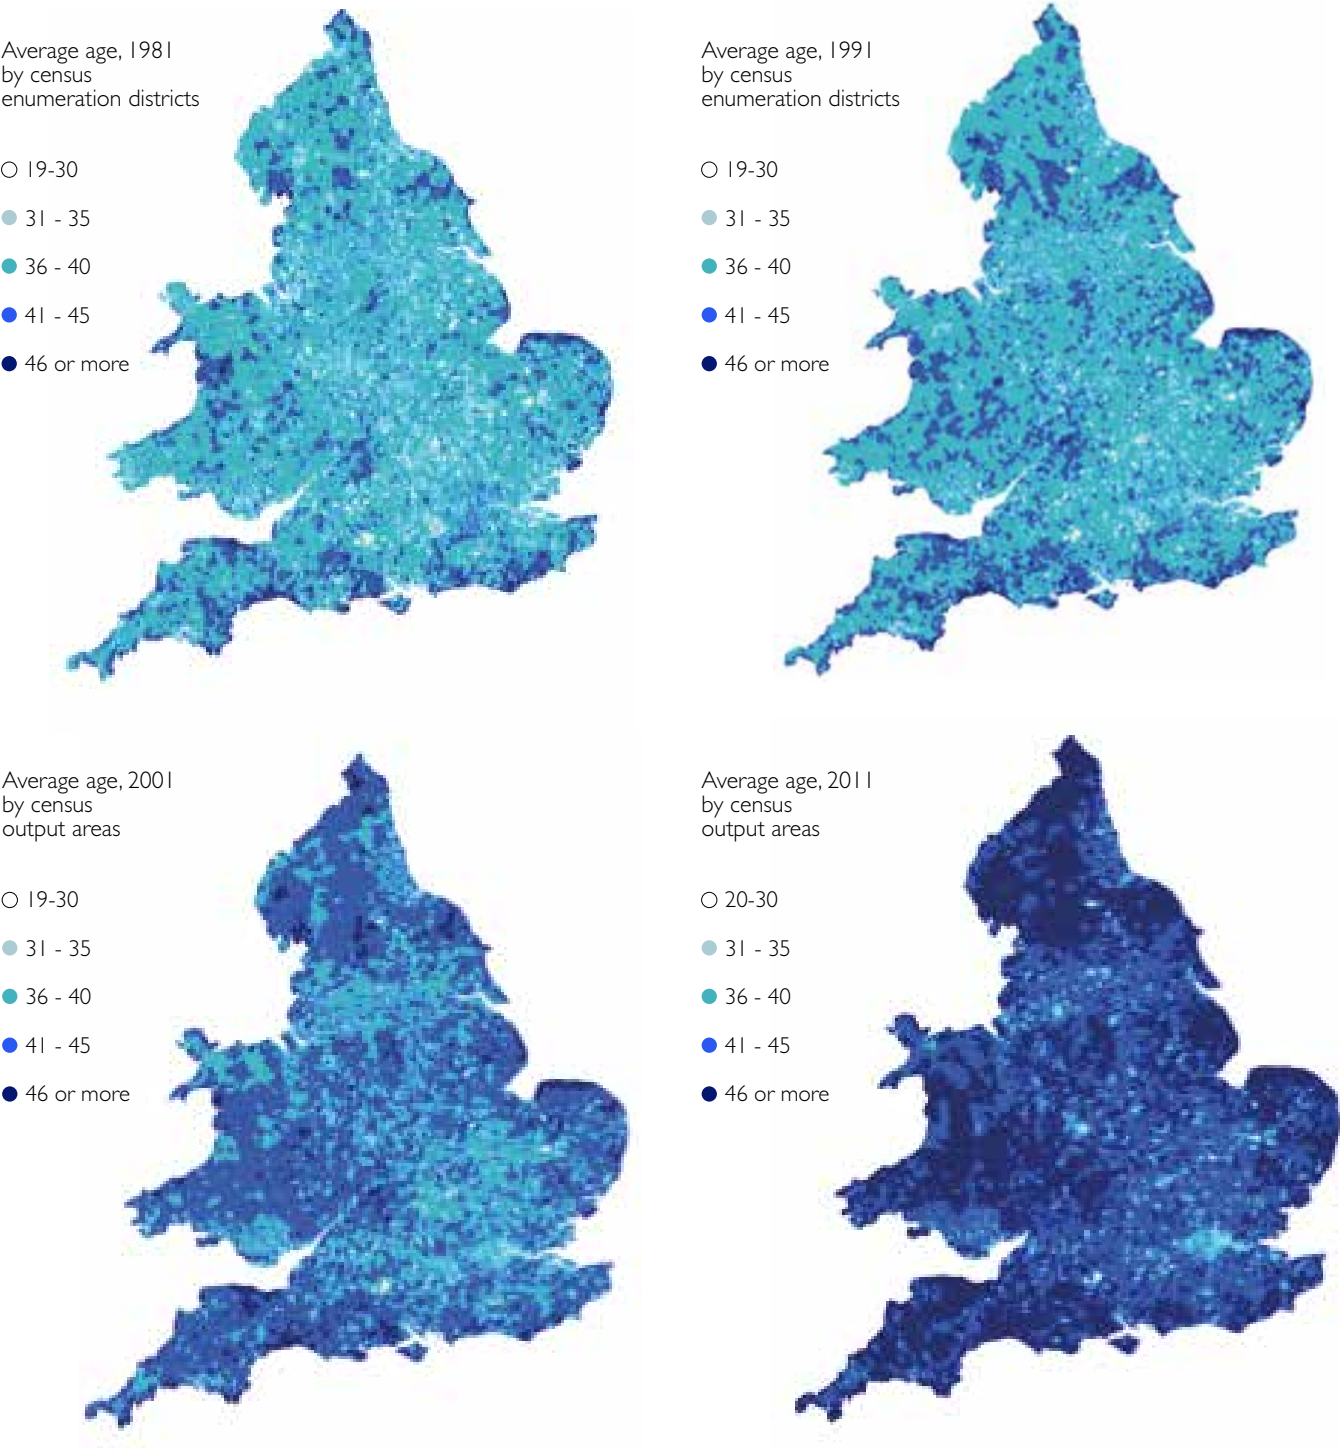 Average age, 1981
by census
enumeration districts
19-30
31 - 35
36 - 40
41 - 45
46 or more
Average age, 1991
by census
enumeration districts
19-30
31 - 35
36 - 40
41 - 45
46 or more
Average age, 2001
by census
output areas
19-30
31 - 35
36 - 40
41 - 45
46 or more
Average age, 2011
by census
output areas
20-30
31 - 35
36 - 40
41 - 45
46 or more